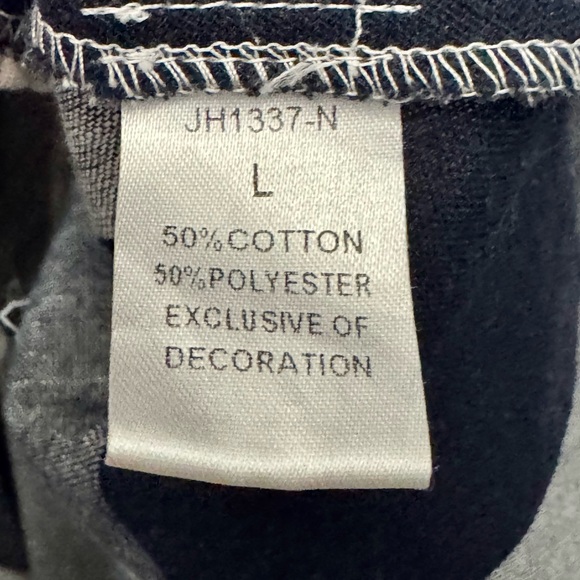 JH1337-N
L
50%COTTON
50%POLYESTER
EXCLUSIVE OF
DECORATION